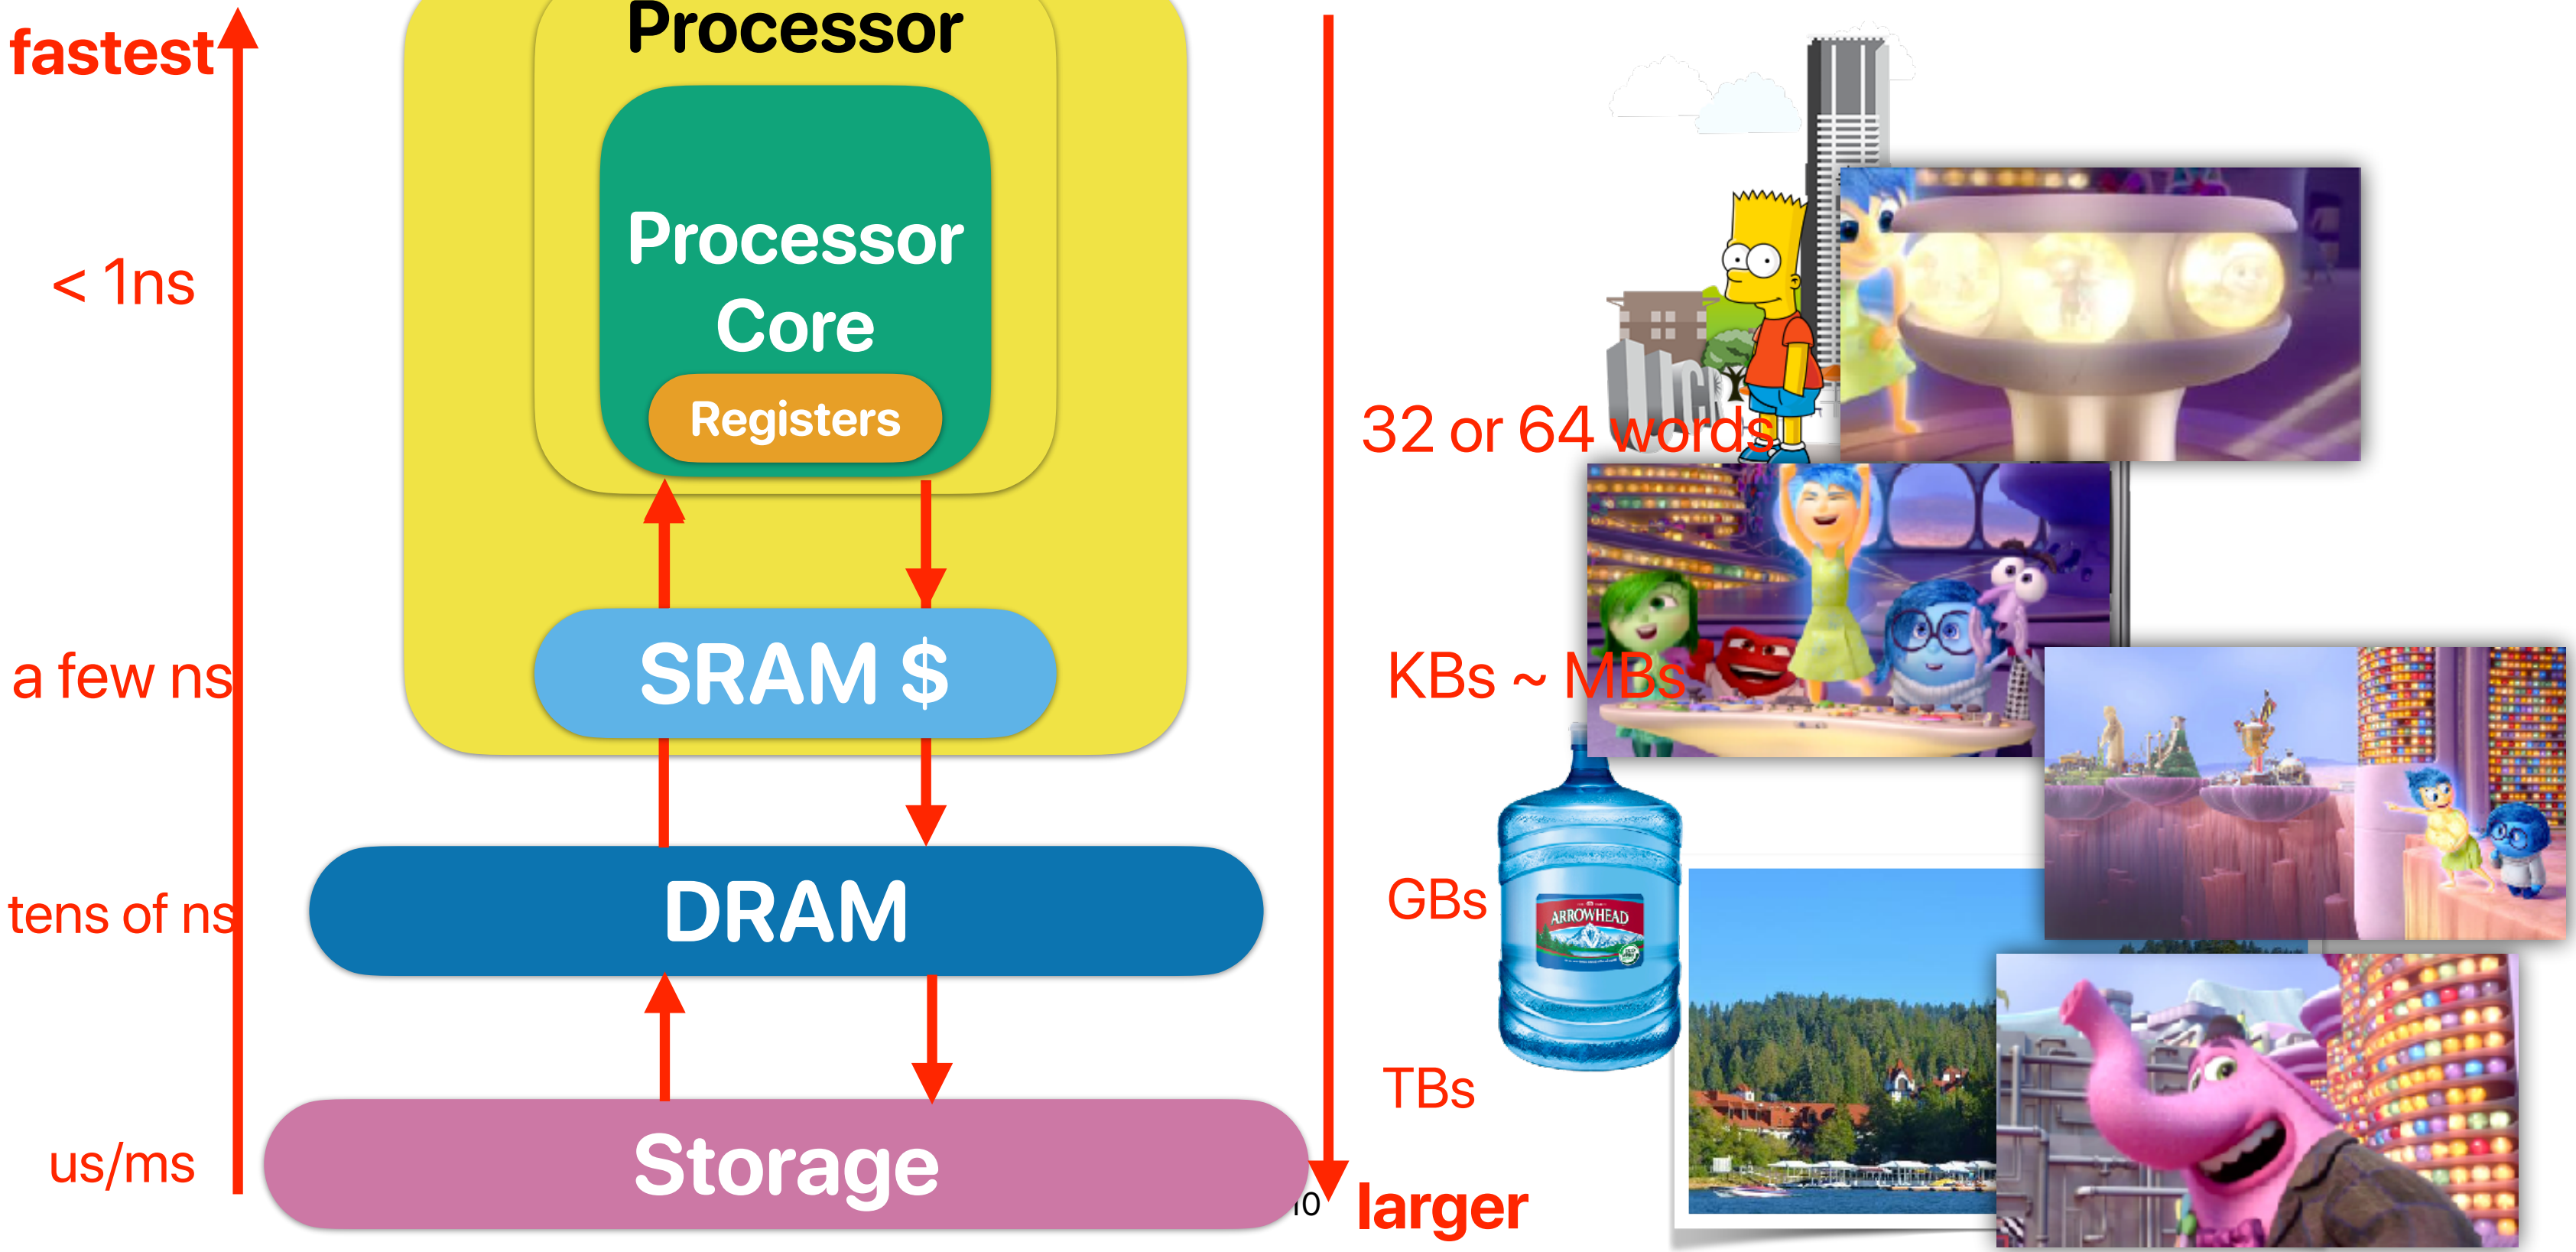 fastest
Processor
Processor
Core
< 1ns
Registers
32 or 64 words
a few ns
SRAM $
KBs ~ MBs
tens of ns
DRAM
GBs
ARROWHEAD
TBs
us/ms
Storage
10
larger